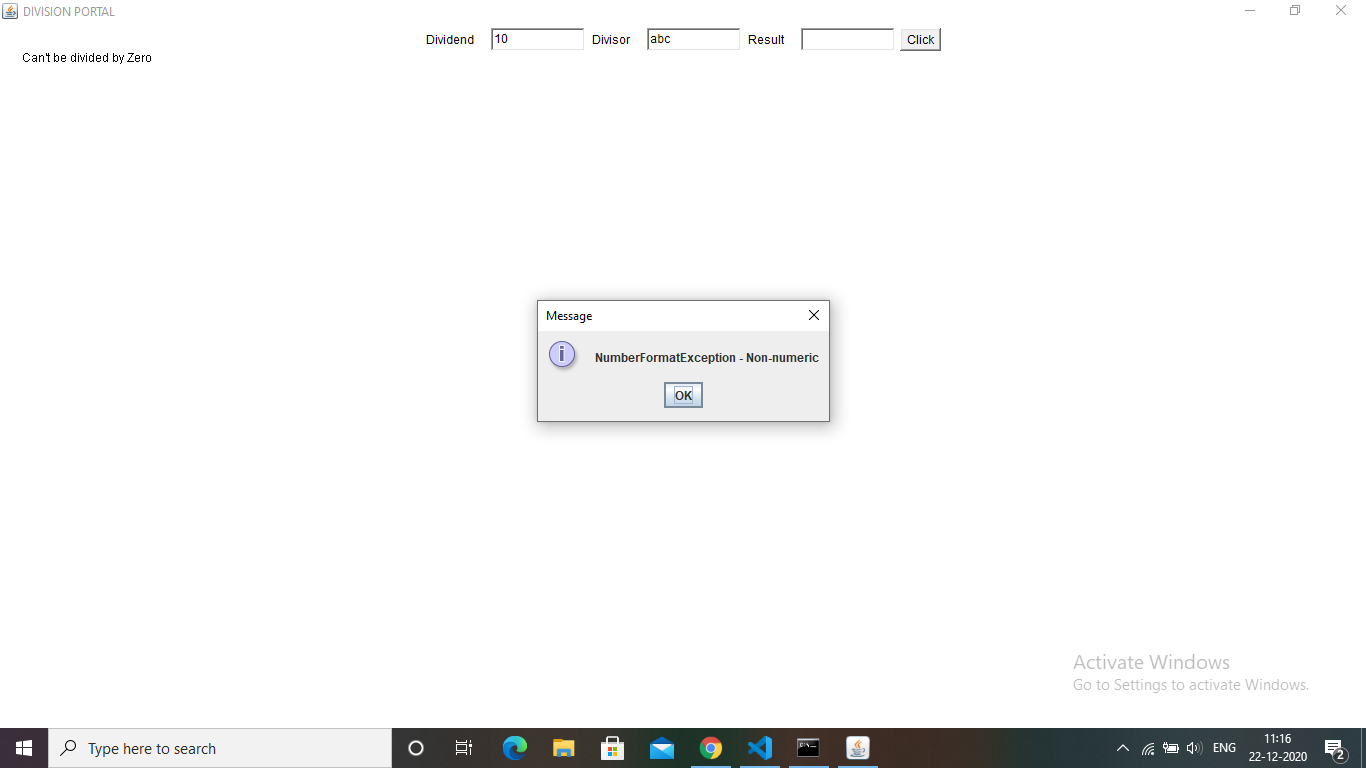 DIVISION PORTAL
Dividend 10 Divisor abc Result Click
Can't be divided by Zero
Message
i
NumberFormatException - Non-numeric
OK
Activate Windows
Go to Settings to activate Windows.
Type here to search
ENG
11:16
22-12-2020
2